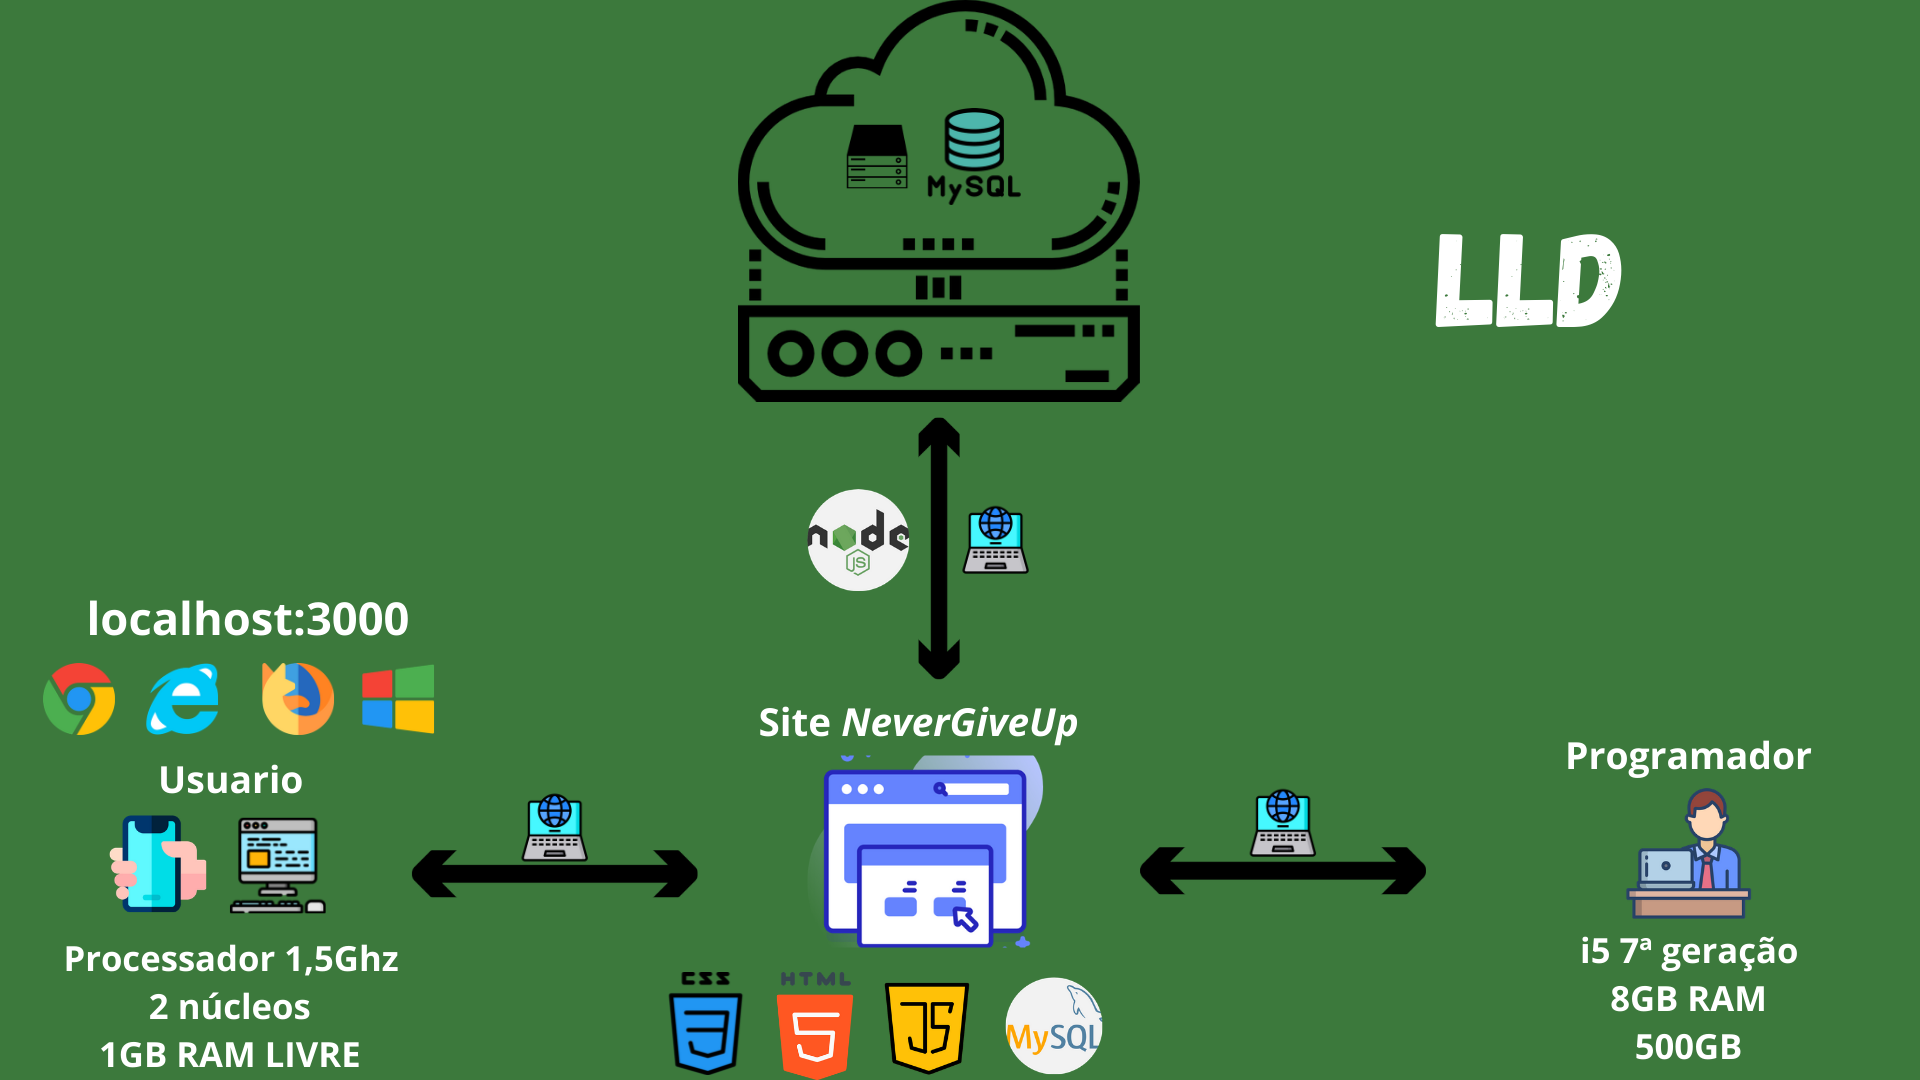 MySQL
LLD
node
JS
localhost:3000
Site NeverGiveUp
Programador
Usuario
Processador 1,5Ghz
2 núcleos
1GB RAM LIVRE
i5 7ª geração
8GB RAM
500GB
CSS
HTML
JS
MySQL